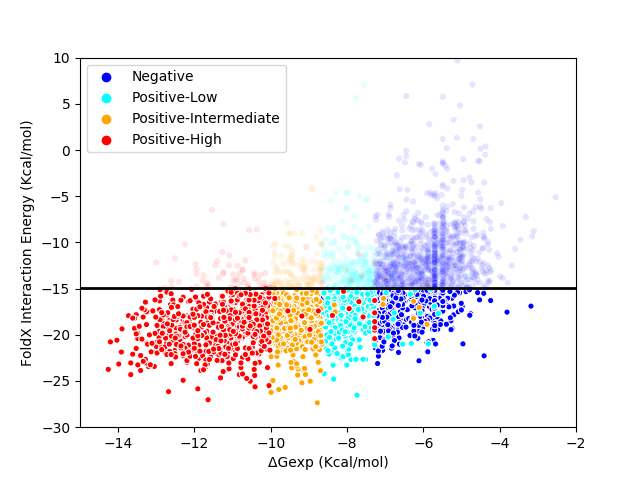 10
5
0
−5
−10
−15
−20
−25
−30
FoldX Interaction Energy (Kcal/mol)
Negative
Positive-Low
Positive-Intermediate
Positive-High
−14 −12 −10 −8 −6 −4 −2
ΔGexp (Kcal/mol)